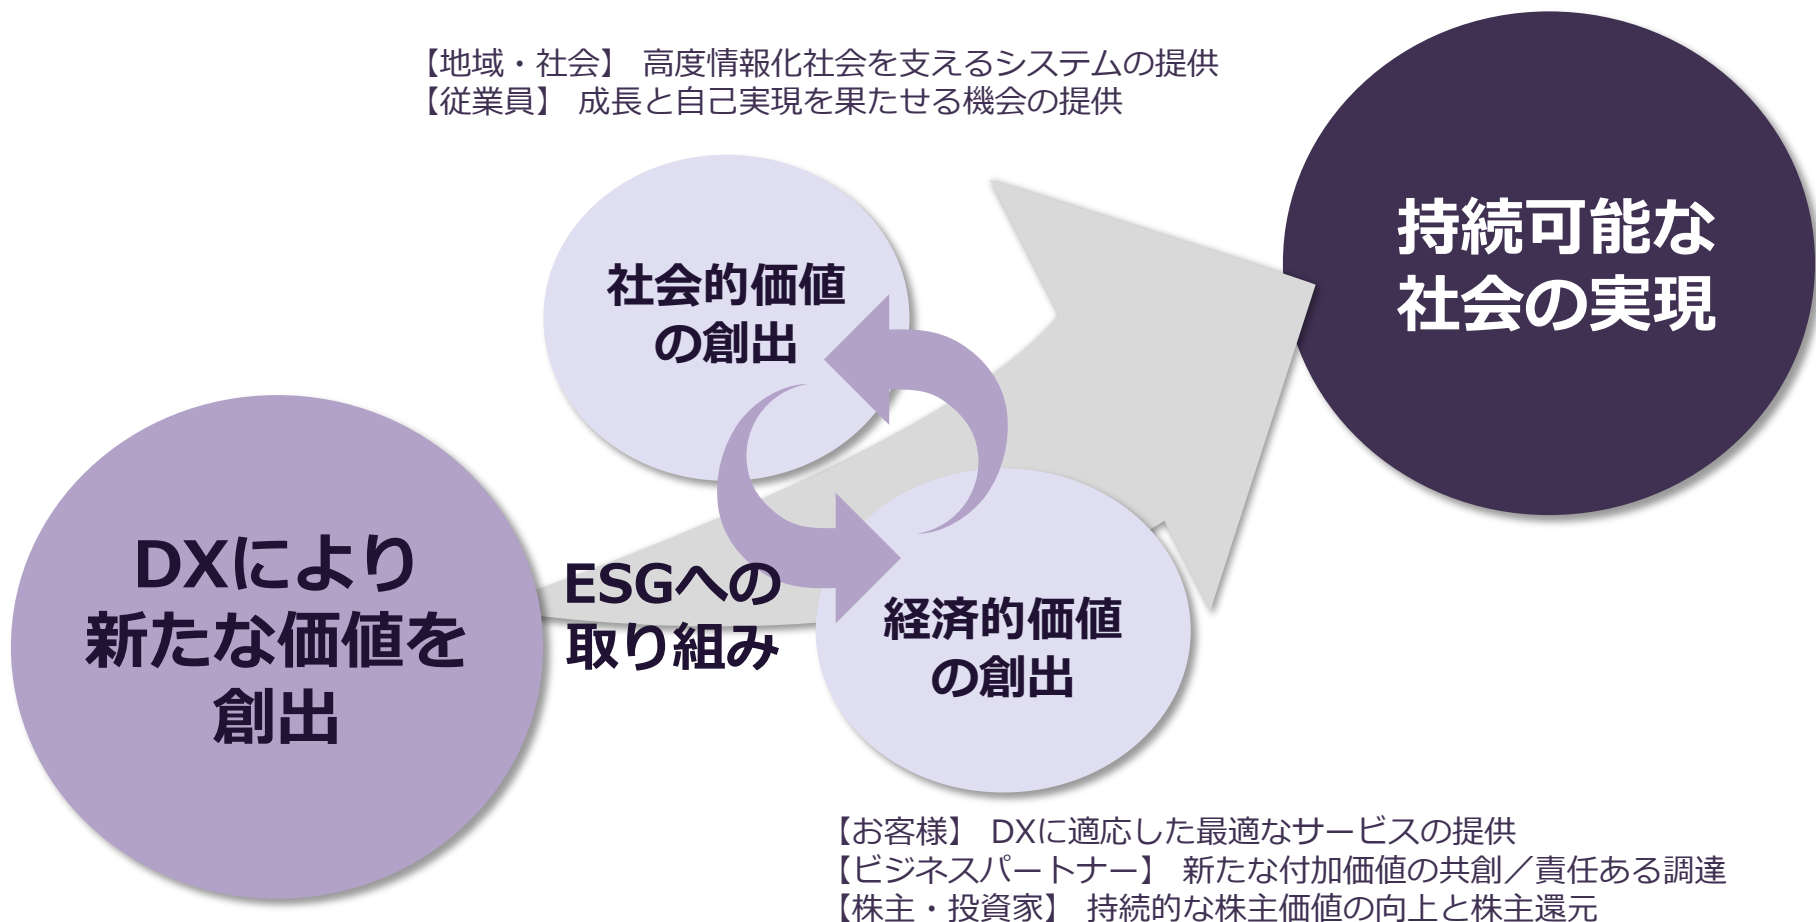 【地域・社会】 高度情報化社会を支えるシステムの提供
【従業員】 成長と自己実現を果たせる機会の提供
持続可能な
社会の実現
社会的価値
の創出
DXにより
新たな価値を
創出
ESGへの
取り組み
経済的価値
の創出
【お客様】 DXに適応した最適なサービスの提供
【ビジネスパートナー】 新たな付加価値の共創／責任ある調達
【株主・投資家】 持続的な株主価値の向上と株主還元